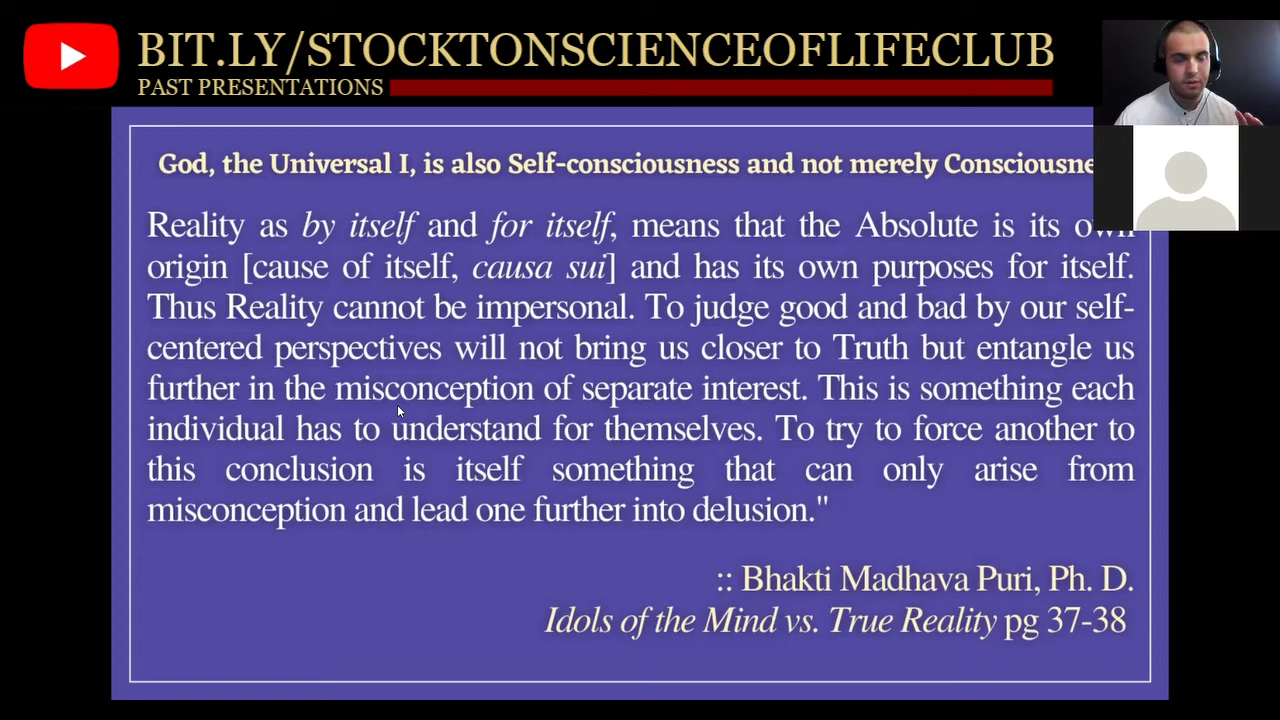 BIT.LY/STOCKTONSCIENCEOFLIFECLUB
PAST PRESENTATIONS
God, the Universal I, is also Self-consciousness and not merely
Reality as by itself and for itself, means that the Absolute is its own
origin [cause of itself, causa sui] and has its own purposes for itself.
Thus Reality cannot be impersonal. To judge good and bad by our self-
centered perspectives will not bring us closer to Truth but entangle us
further in the misconception of separate interest. This is something each
individual has to understand for themselves. To try to force another to
this conclusion is itself something that can only arise from
misconception and lead one further into delusion."
:: Bhakti Madhava Puri, Ph. D.
Idols of the Mind vs. True Reality pg 37-38